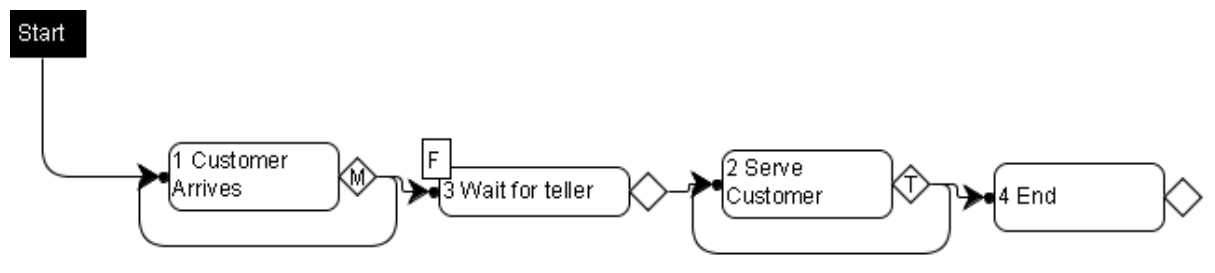 Start
1 Customer
Arrives
M
F
3 Wait for teller
2 Serve
Customer
T
4 End